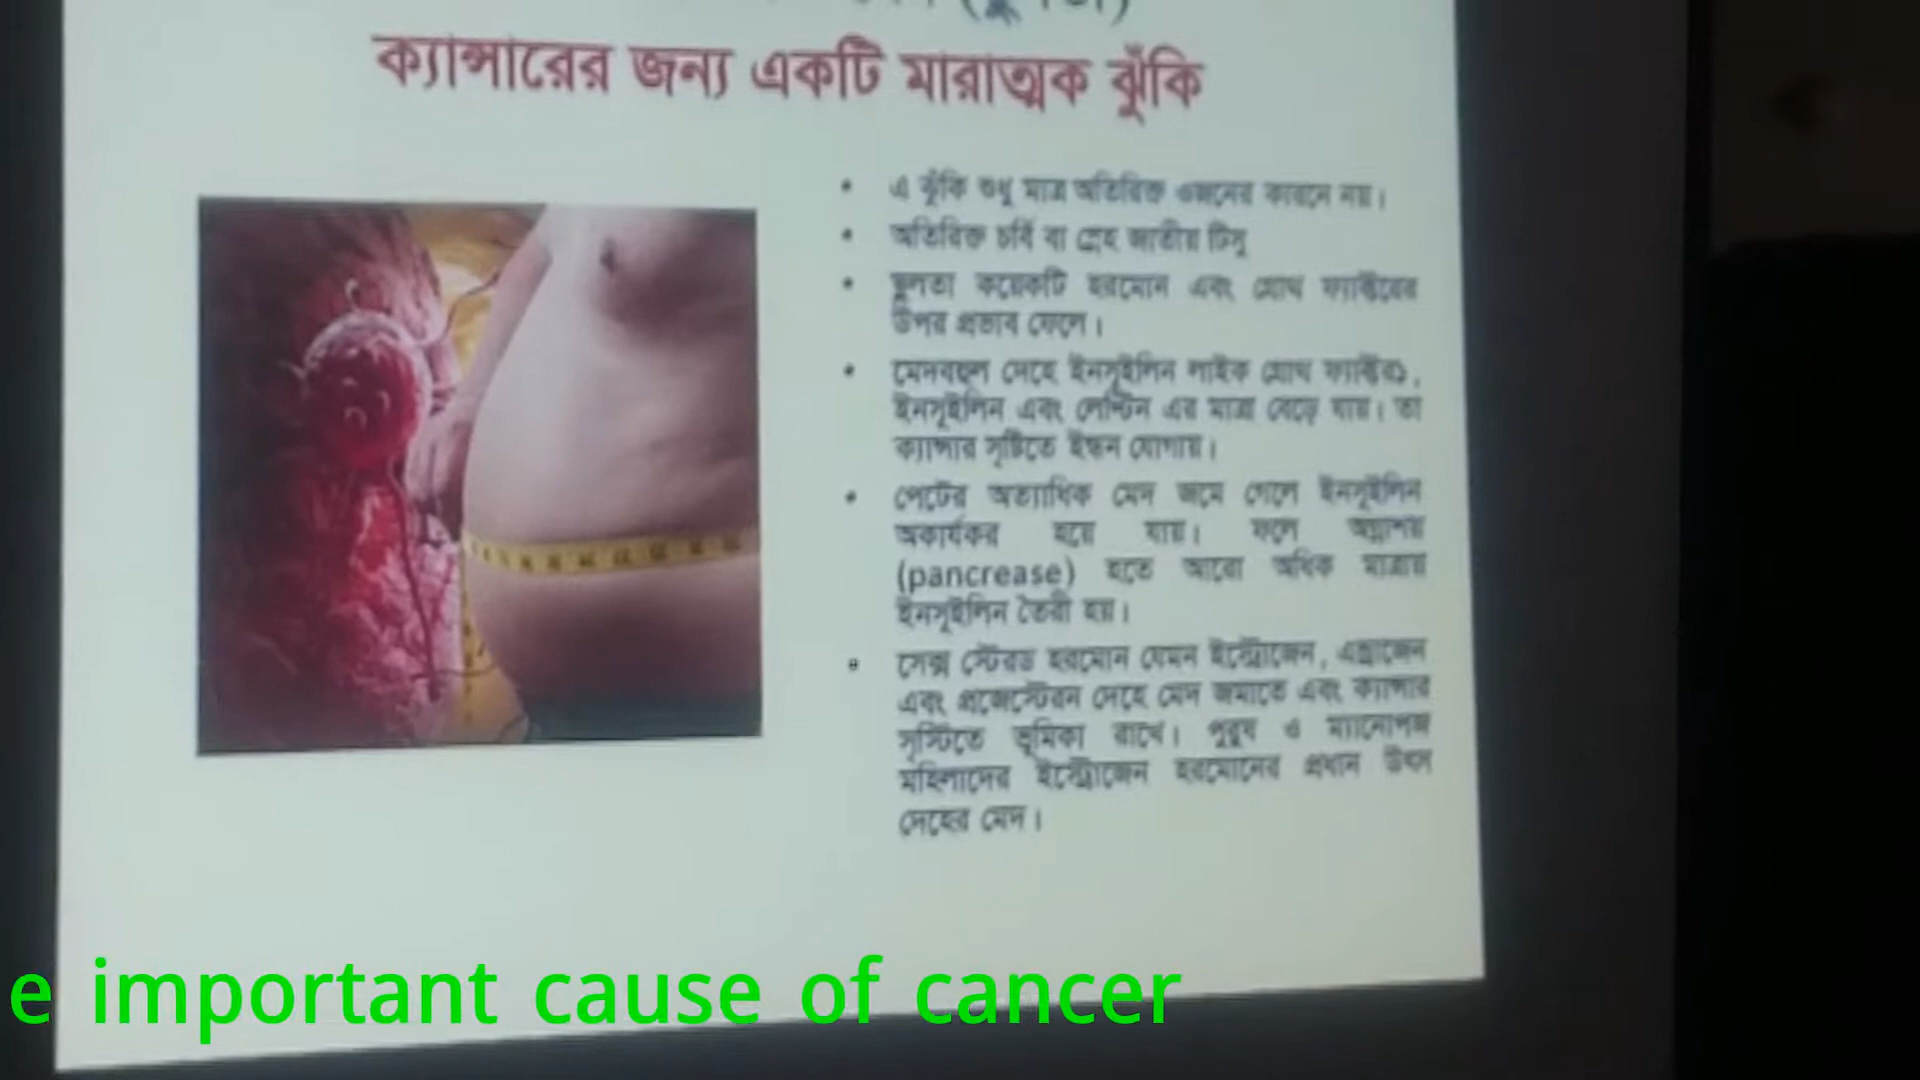 ক্যান্সারের জন্য একটি মারাত্মক ঝুঁকি
• এ ঝুঁকি শুধু মাত্র অতিরিক্ত ওজনের কারনে নয়।
• অতিরিক্ত চর্বি বা স্নেহ জাতীয় টিসু
• স্থুলতা কয়েকটি হরমোন এবং গ্রোথ ফ্যাক্টরের
উপর প্রভাব ফেলে।
• মেদবহুল দেহে ইনসুইলিন লাইক গ্রোথ ফ্যাক্টর১,
ইনসুইলিন এবং লেপ্টিন এর মাত্রা বেড়ে যায়। তা
ক্যান্সার সৃষ্টিতে ইন্ধন যোগায়।
• পেটের অত্যাধিক মেদ জমে গেলে ইনসুইলিন
অকার্যকর হয়ে যায়। ফলে অগ্নাশয়
(pancrease) হতে আরো অধিক মাত্রায়
ইনসুইলিন তৈরী হয়।
• সেক্স স্টেরড হরমোন যেমন ইস্ট্রোজেন, এন্ড্রোজেন
এবং প্রজেস্টেরন দেহে মেদ জমাতে এবং ক্যান্সার
সৃস্টিতে ভূমিকা রাখে। পুরুষ ও ম্যানোপজ
মহিলাদের ইস্ট্রোজেন হরমোনের প্রধান উৎস
দেহের মেদ।
e important cause of cancer